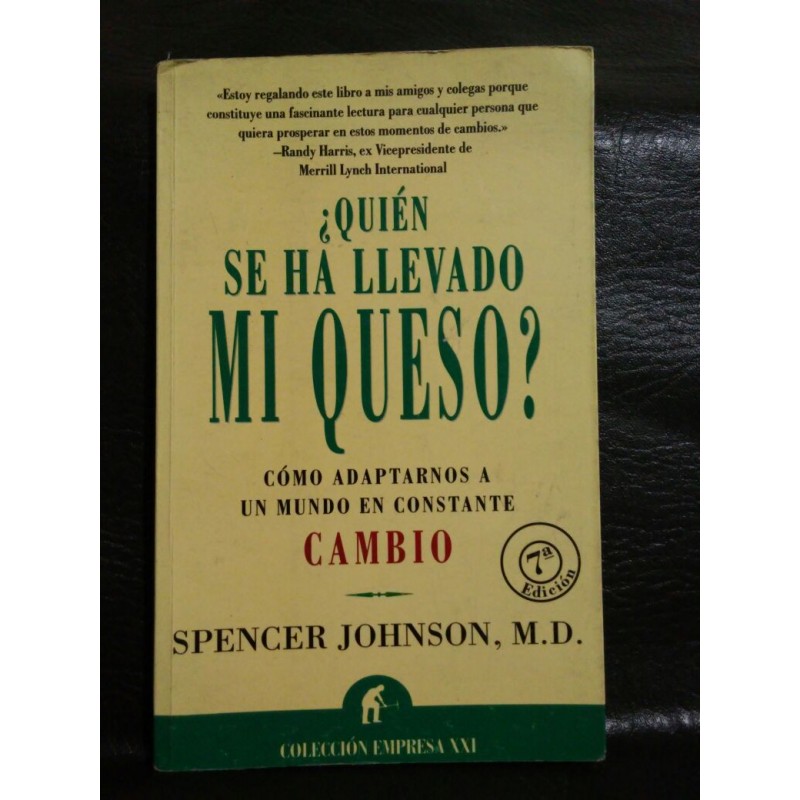 «Estoy regalando este libro a mis amigos y colegas porque
constituye una fascinante lectura para cualquier persona que
quiera prosperar en estos momentos de cambios.»
—Randy Harris, ex Vicepresidente de
Merrill Lynch International
¿QUIÉN
SE HA LLEVADO
MI QUESO?
CÓMO ADAPTARNOS A
UN MUNDO EN CONSTANTE
CAMBIO
7ª
Edición
SPENCER JOHNSON, M.D.
COLECCIÓN EMPRESA XXI